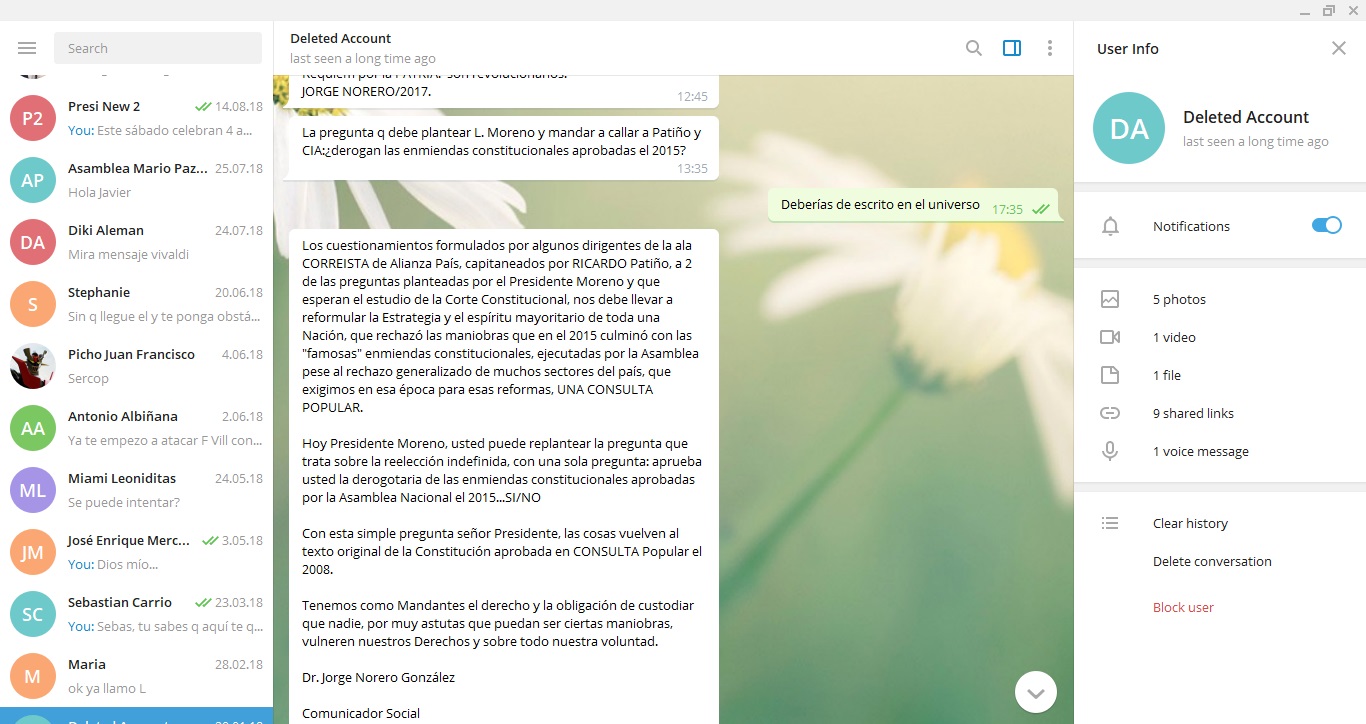 Search
Presi New 2
14.08.18
P2
You: Este sábado celebran 4 a...
Asamblea Mario Paz...
25.07.18
AP
Hola Javier
Diki Aleman
24.07.18
DA
Mira mensaje vivaldi
Stephanie
20.06.18
S
Sin q llegue el y te ponga obstá...
Picho Juan Francisco
4.06.18
Sercop
Antonio Albiñana
2.06.18
AA
Ya te empezo a atacar F Vill con...
Miami Leoniditas
24.05.18
ML
Se puede intentar?
José Enrique Merc...
3.05.18
JM
You: Dios mío...
Sebastian Carrio
23.03.18
SC
You: Sebas, tu sabes q aquí te q...
Maria
28.02.18
M
ok ya llamo L
Deleted Account
last seen a long time ago
Requiem por la PATRIA." son revolucionarios.
JORGE NORERO/2017.
12:45
La pregunta q debe plantear L. Moreno y mandar a callar a Patiño y
CIA:¿derogan las enmiendas constitucionales aprobadas el 2015?
13:35
Deberías de escrito en el universo
17:35
Los cuestionamientos formulados por algunos dirigentes de la ala
CORREISTA de Alianza País, capitaneados por RICARDO Patiño, a 2
de las preguntas planteadas por el Presidente Moreno y que
esperan el estudio de la Corte Constitucional, nos debe llevar a
reformular la Estrategia y el espíritu mayoritario de toda una
Nación, que rechazó las maniobras que en el 2015 culminó con las
"famosas" enmiendas constitucionales, ejecutadas por la Asamblea
pese al rechazo generalizado de muchos sectores del país, que
exigimos en esa época para esas reformas, UNA CONSULTA
POPULAR.
Hoy Presidente Moreno, usted puede replantear la pregunta que
trata sobre la reelección indefinida, con una sola pregunta: aprueba
usted la derogotaria de las enmiendas constitucionales aprobadas
por la Asamblea Nacional el 2015...SI/NO
Con esta simple pregunta señor Presidente, las cosas vuelven al
texto original de la Constitución aprobada en CONSULTA Popular el
2008.
Tenemos como Mandantes el derecho y la obligación de custodiar
que nadie, por muy astutas que puedan ser ciertas maniobras,
vulneren nuestros Derechos y sobre todo nuestra voluntad.
Dr. Jorge Norero González
Comunicador Social
User Info
DA
Deleted Account
last seen a long time ago
Notifications
5 photos
1 video
1 file
9 shared links
1 voice message
Clear history
Delete conversation
Block user